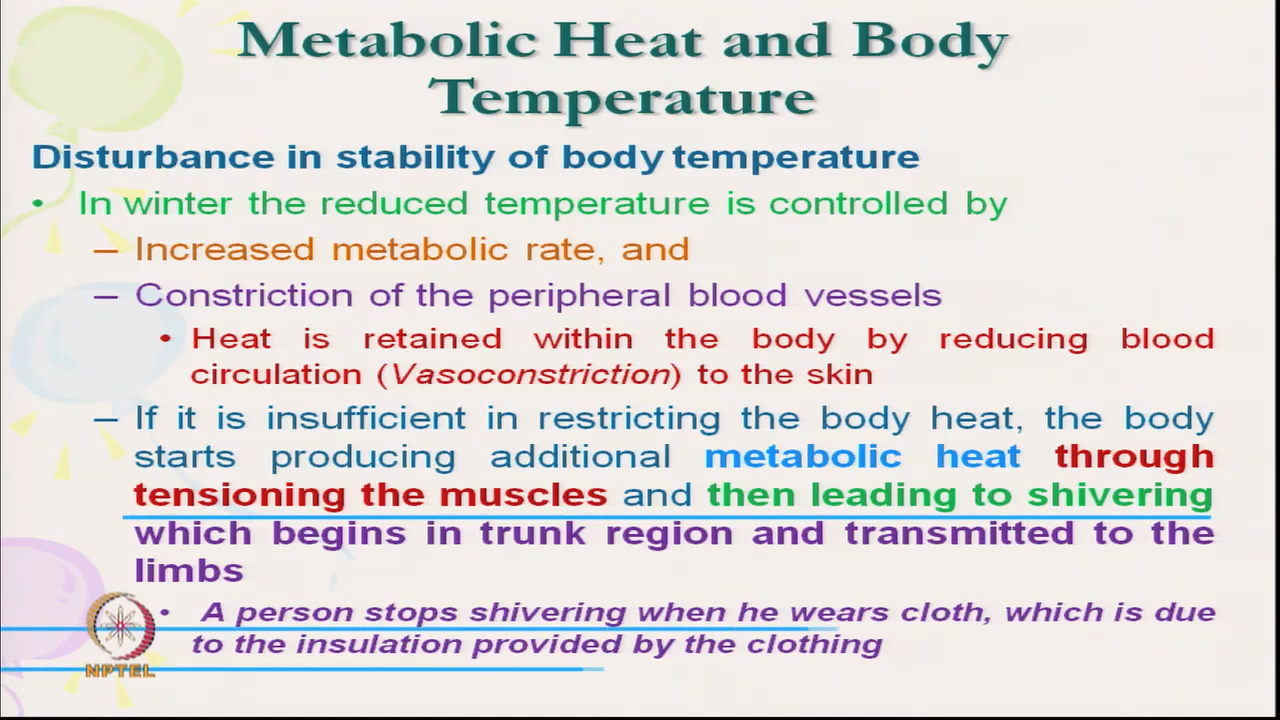 Metabolic Heat and Body
Temperature
Disturbance in stability of body temperature
• In winter the reduced temperature is controlled by
– Increased metabolic rate, and
– Constriction of the peripheral blood vessels
• Heat is retained within the body by reducing blood
circulation (Vasoconstriction) to the skin
– If it is insufficient in restricting the body heat, the body
starts producing additional metabolic heat through
tensioning the muscles and then leading to shivering
which begins in trunk region and transmitted to the
limbs
• A person stops shivering when he wears cloth, which is due
to the insulation provided by the clothing
NPTEL